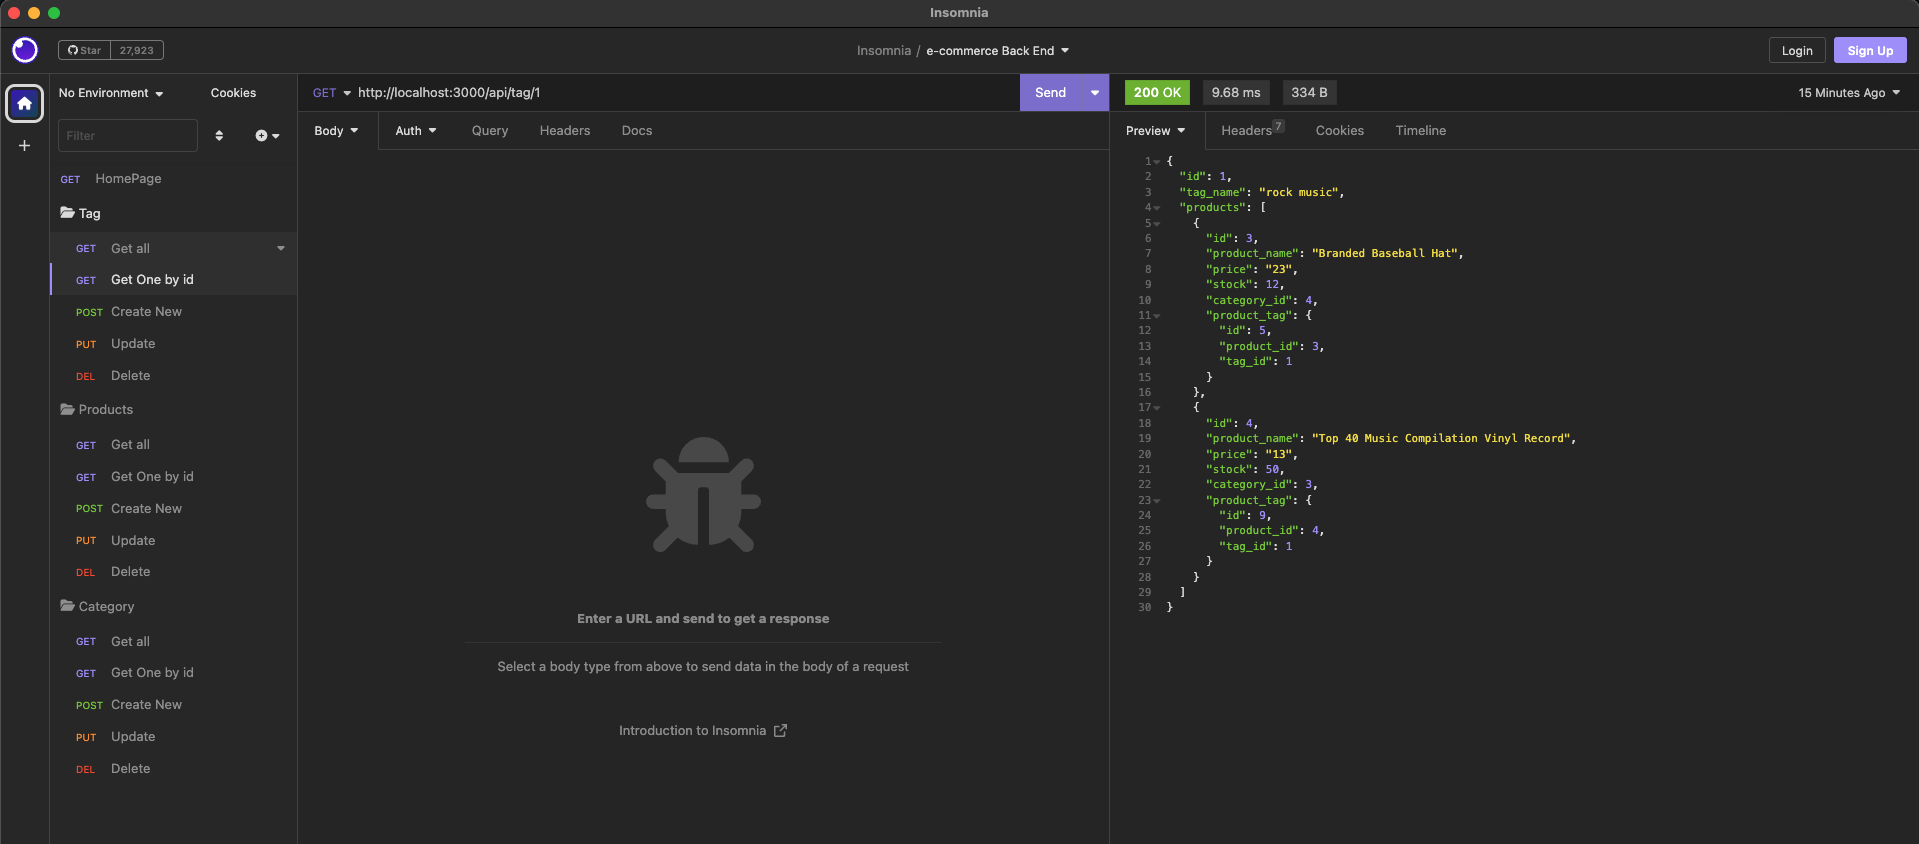 Insomnia
Star 27,923
Insomnia / e-commerce Back End
Login
Sign Up
No Environment
Cookies
Filter
GET HomePage
Tag
GET Get all
GET Get One by id
POST Create New
PUT Update
DEL Delete
Products
GET Get all
GET Get One by id
POST Create New
PUT Update
DEL Delete
Category
GET Get all
GET Get One by id
POST Create New
PUT Update
DEL Delete
GET http://localhost:3000/api/tag/1
Send
Body
Auth
Query
Headers
Docs
Enter a URL and send to get a response
Select a body type from above to send data in the body of a request
Introduction to Insomnia
200 OK
9.68 ms
334 B
15 Minutes Ago
Preview
Headers 7
Cookies
Timeline
1 {
2 "id": 1,
3 "tag_name": "rock music",
4 "products": [
5 {
6 "id": 3,
7 "product_name": "Branded Baseball Hat",
8 "price": "23",
9 "stock": 12,
10 "category_id": 4,
11 "product_tag": {
12 "id": 5,
13 "product_id": 3,
14 "tag_id": 1
15 }
16 },
17 {
18 "id": 4,
19 "product_name": "Top 40 Music Compilation Vinyl Record",
20 "price": "13",
21 "stock": 50,
22 "category_id": 3,
23 "product_tag": {
24 "id": 9,
25 "product_id": 4,
26 "tag_id": 1
27 }
28 }
29 ]
30 }